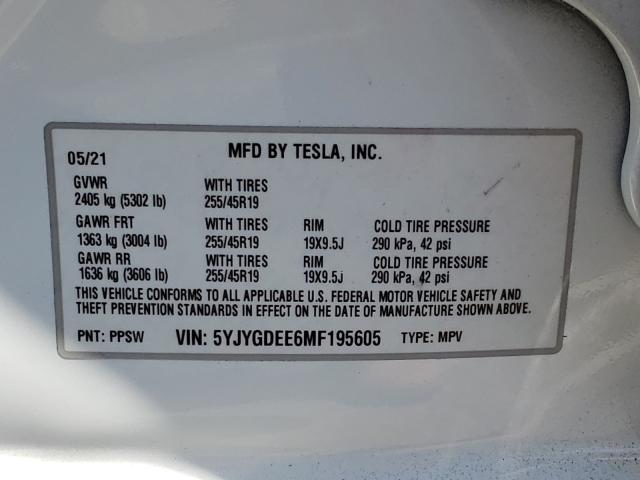 05/21 MFD BY TESLA, INC.
GVWR WITH TIRES
2405 kg (5302 lb) 255/45R19
GAWR FRT WITH TIRES RIM COLD TIRE PRESSURE
1363 kg (3004 lb) 255/45R19 19X9.5J 290 kPa, 42 psi
GAWR RR WITH TIRES RIM COLD TIRE PRESSURE
1636 kg (3606 lb) 255/45R19 19X9.5J 290 kPa, 42 psi
THIS VEHICLE CONFORMS TO ALL APPLICABLE U.S. FEDERAL MOTOR VEHICLE SAFETY AND
THEFT PREVENTION STANDARDS IN EFFECT ON THE DATE OF MANUFACTURE SHOWN ABOVE.
PNT: PPSW VIN: 5YJYGDEE6MF195605 TYPE: MPV